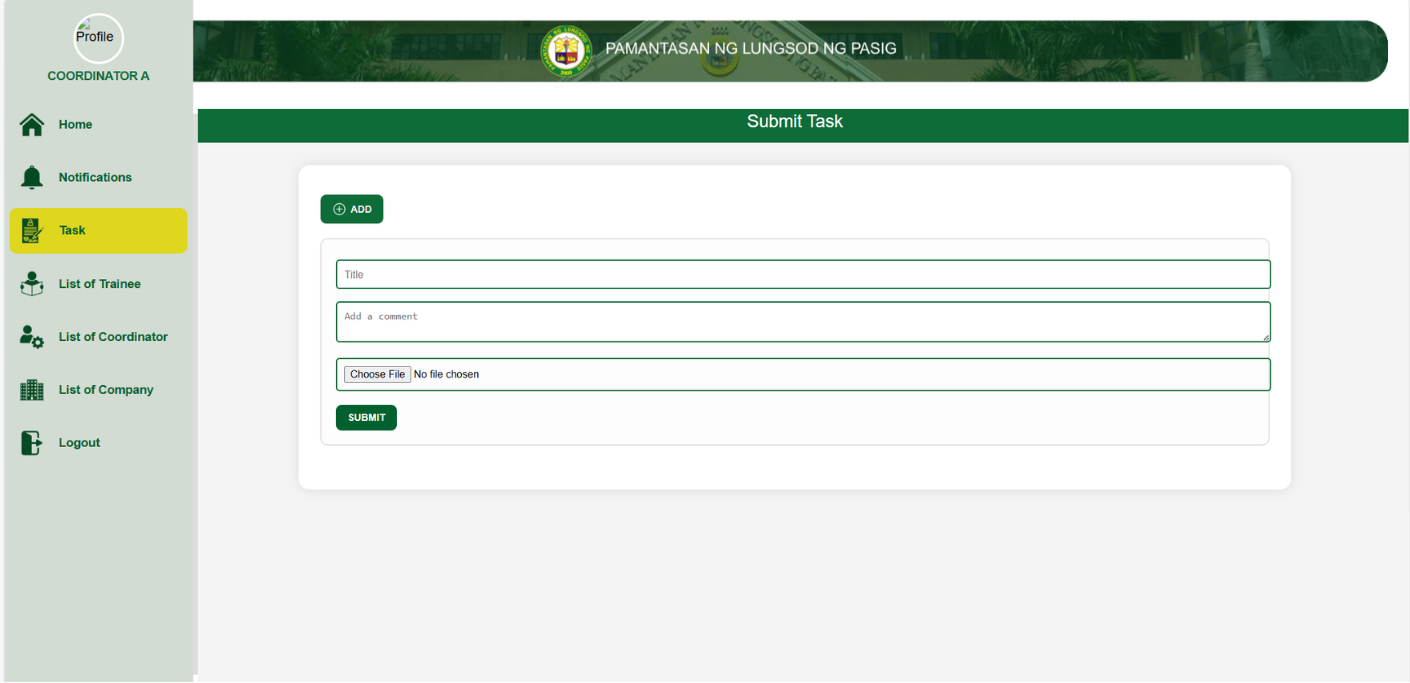 Profile
COORDINATOR A
Home
Notifications
Task
List of Trainee
List of Coordinator
List of Company
Logout
PAMANTASAN NG LUNGSOD NG PASIG
Submit Task
ADD
Title
Add a comment
Choose File No file chosen
SUBMIT